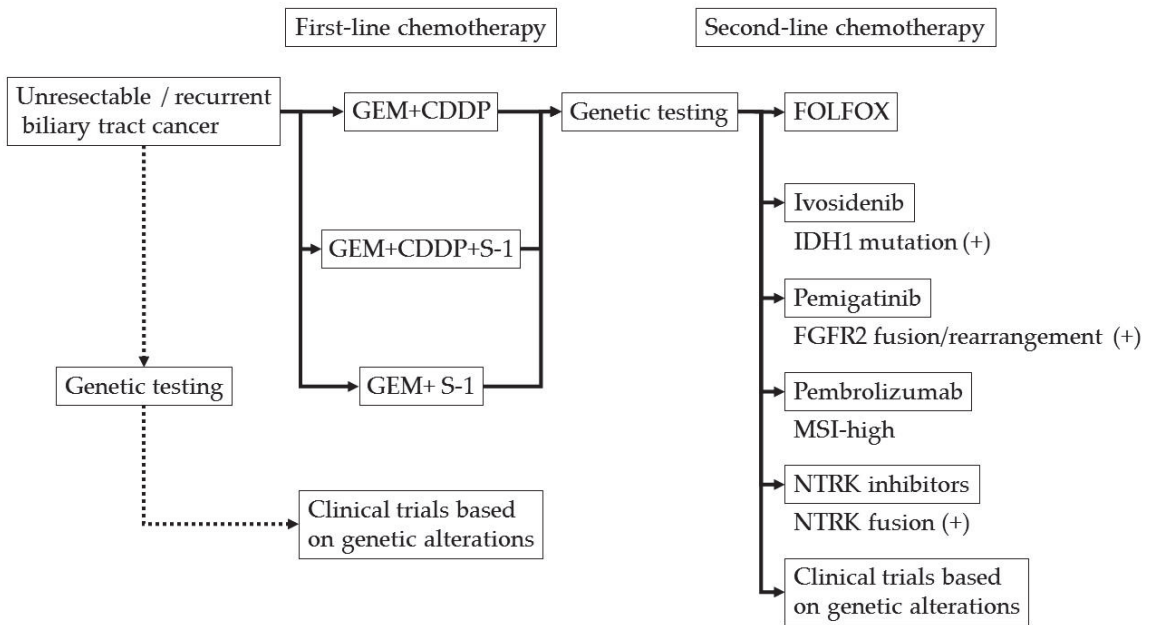 First-line chemotherapy
Second-line chemotherapy
Unresectable / recurrent
biliary tract cancer
GEM+CDDP
Genetic testing
FOLFOX
Ivosidenib
IDH1 mutation (+)
GEM+CDDP+S-1
Pemigatinib
FGFR2 fusion/rearrangement (+)
Genetic testing
GEM+ S-1
Pembrolizumab
MSI-high
NTRK inhibitors
NTRK fusion (+)
Clinical trials based
on genetic alterations
Clinical trials based
on genetic alterations